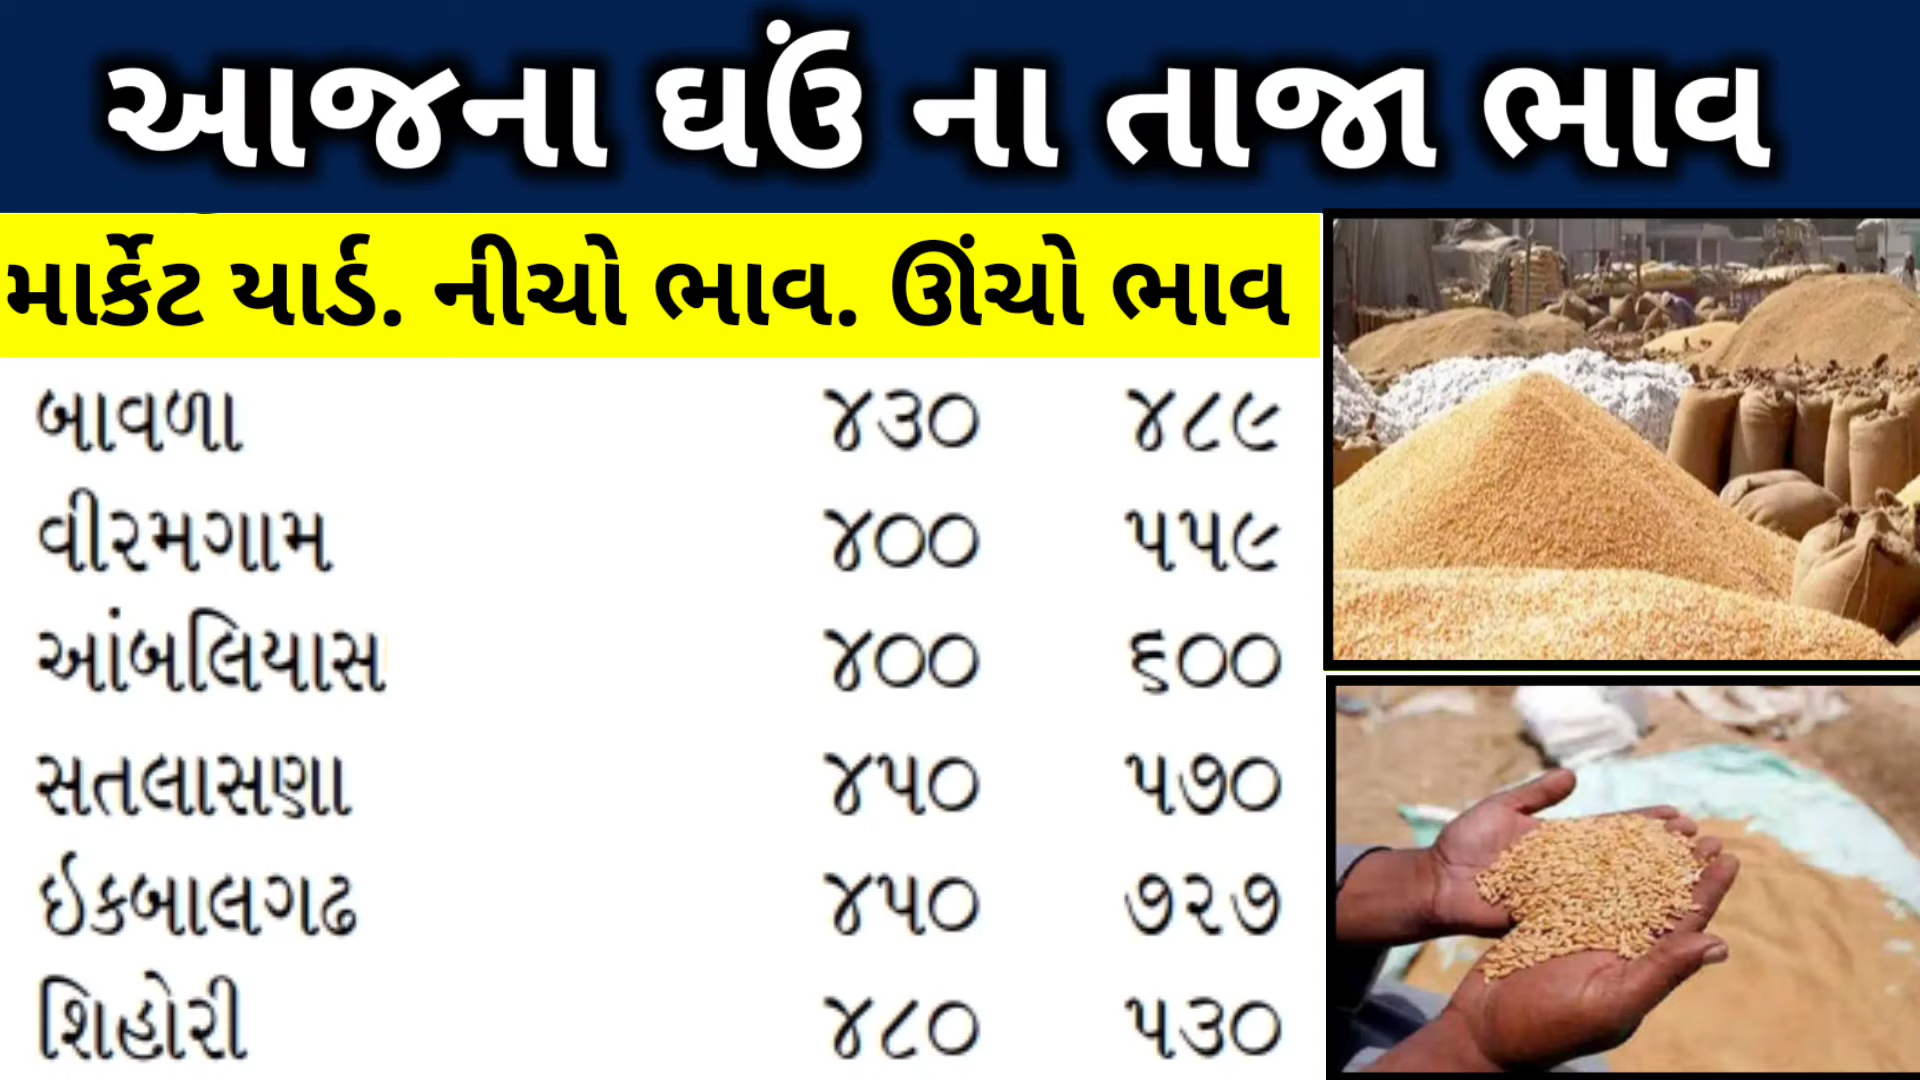 આજના ઘઉં ના તાજા ભાવ
માર્કેટ યાર્ડ. નીચો ભાવ. ઊંચો ભાવ
બાવળા ૪૩૦ ૪૮૯
વીરમગામ ૪૦૦ ૫૫૯
આંબલિયાસ ૪૦૦ ૬૦૦
સતલાસણા ૪૫૦ ૫૭૦
ઇકબાલગઢ ૪૫૦ ૭૨૭
શિહોરી ૪૮૦ ૫૩૦